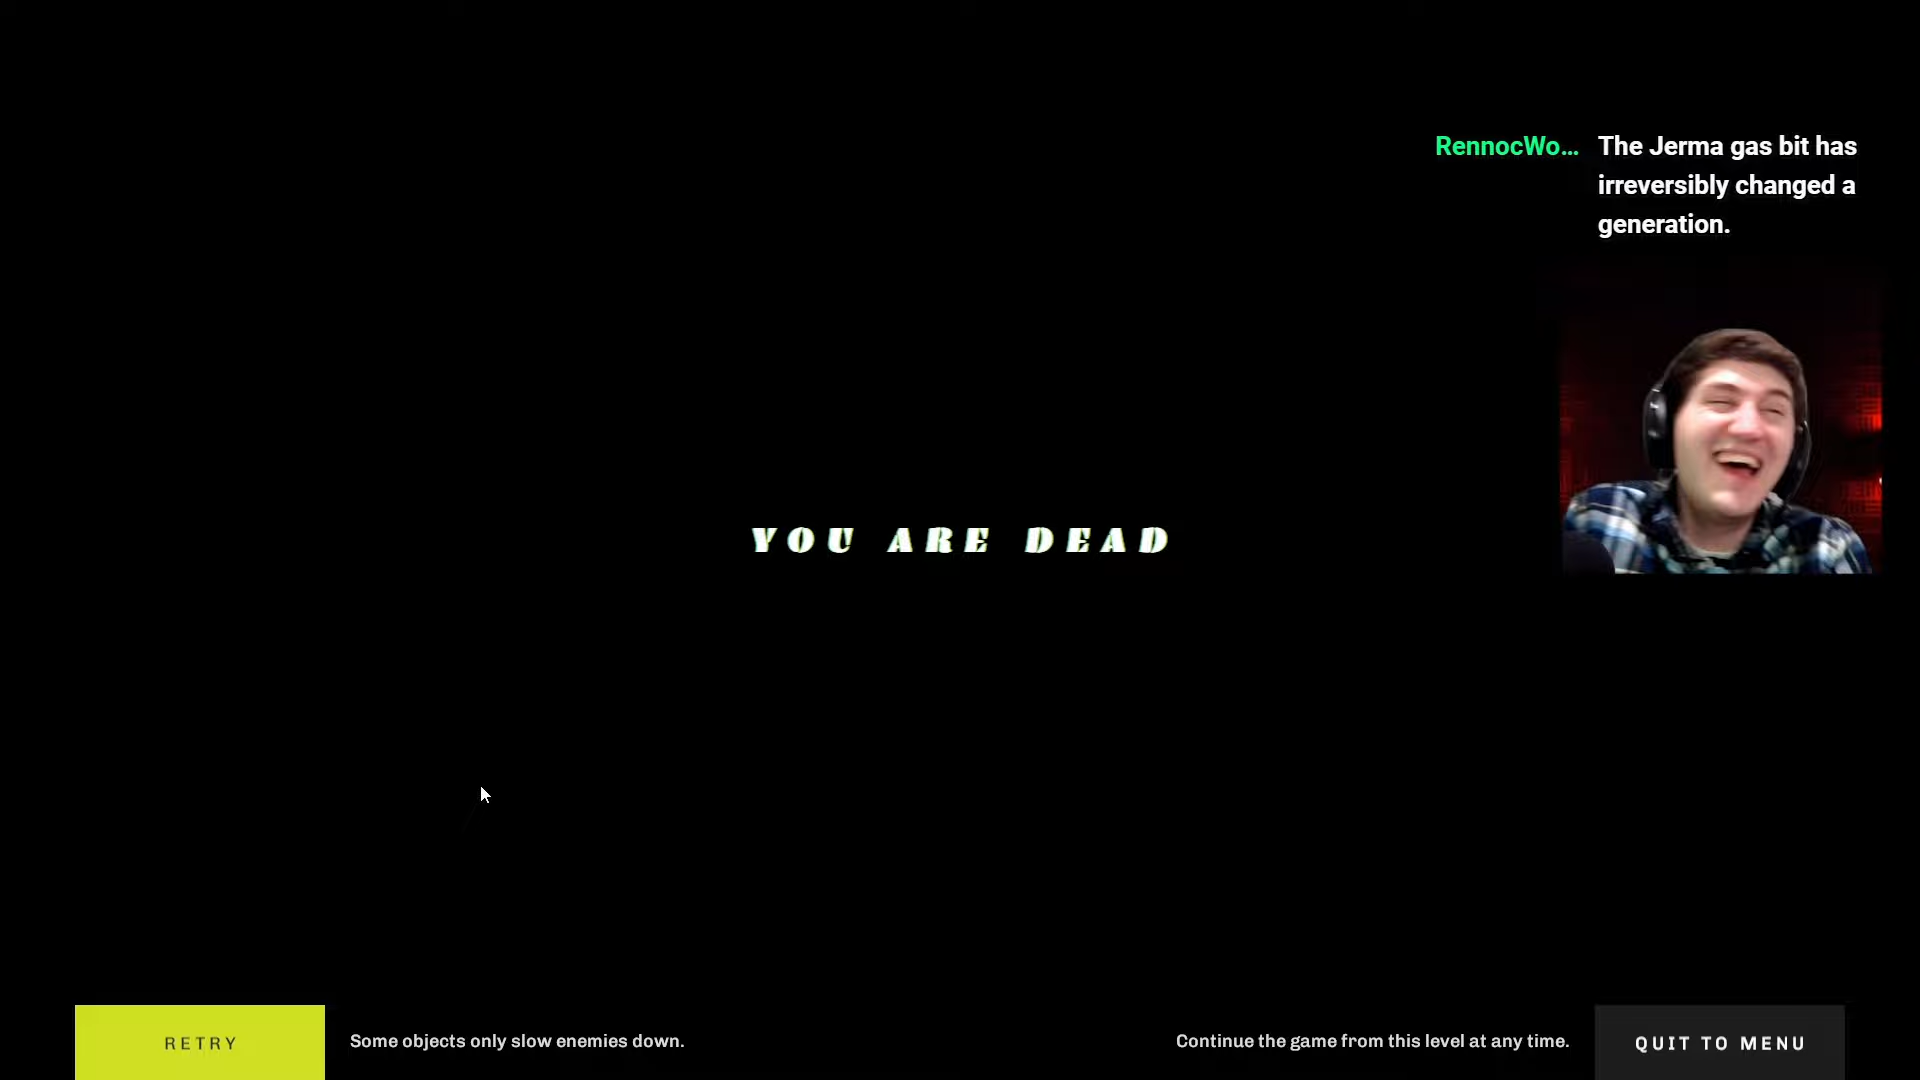 RennocWo... The Jerma gas bit has
irreversibly changed a
generation.
YOU ARE DEAD
RETRY
Some objects only slow enemies down.
Continue the game from this level at any time.
QUIT TO MENU